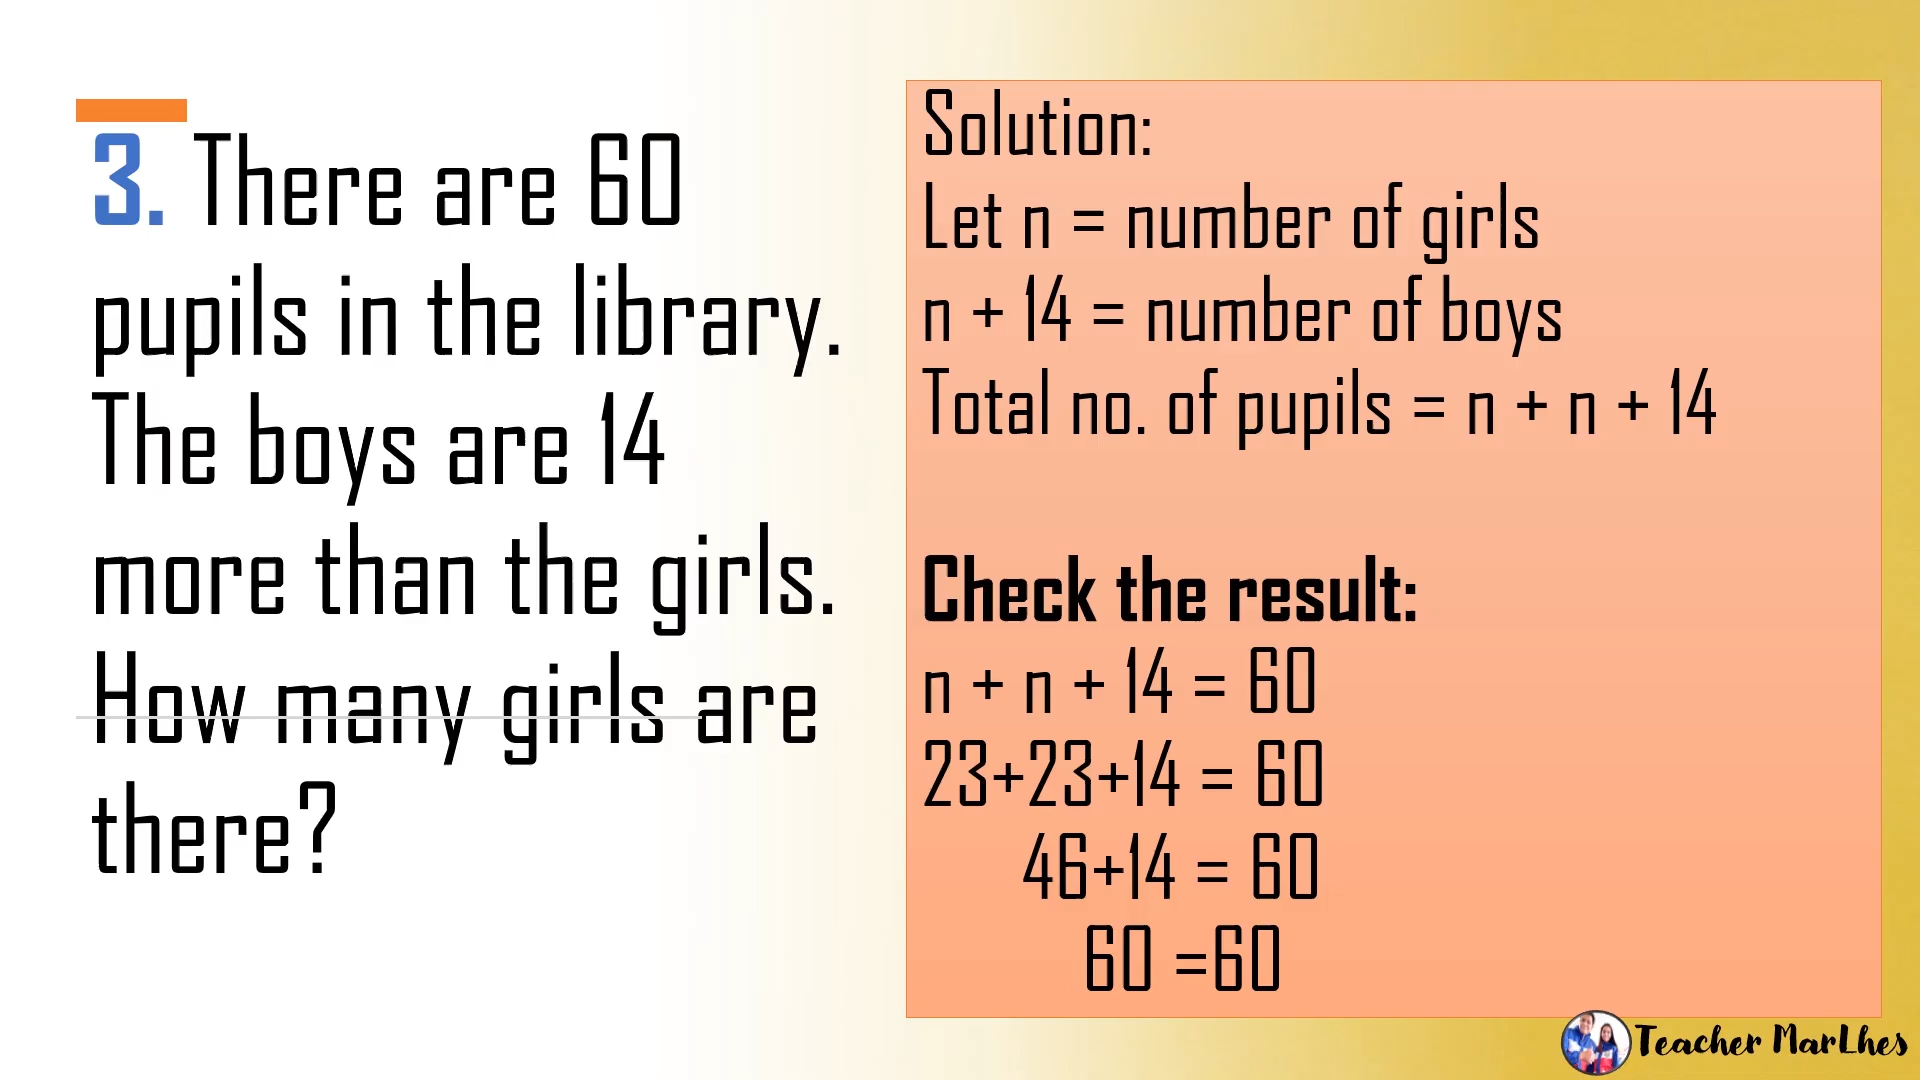 3. There are 60
pupils in the library.
The boys are 14
more than the girls.
How many girls are
there?
Solution:
Let n = number of girls
n + 14 = number of boys
Total no. of pupils = n + n + 14
Check the result:
n + n + 14 = 60
23+23+14 = 60
46+14 = 60
60 =60
Teacher MarLhes